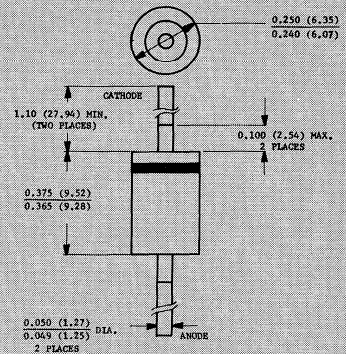 0.250 (6.35)
0.240 (6.07)
CATHODE
1.10 (27.94) MIN.
(TWO PLACES)
0.100 (2.54) MAX.
2 PLACES
0.375 (9.52)
0.365 (9.28)
0.050 (1.27)
0.049 (1.25)
DIA.
2 PLACES
ANODE